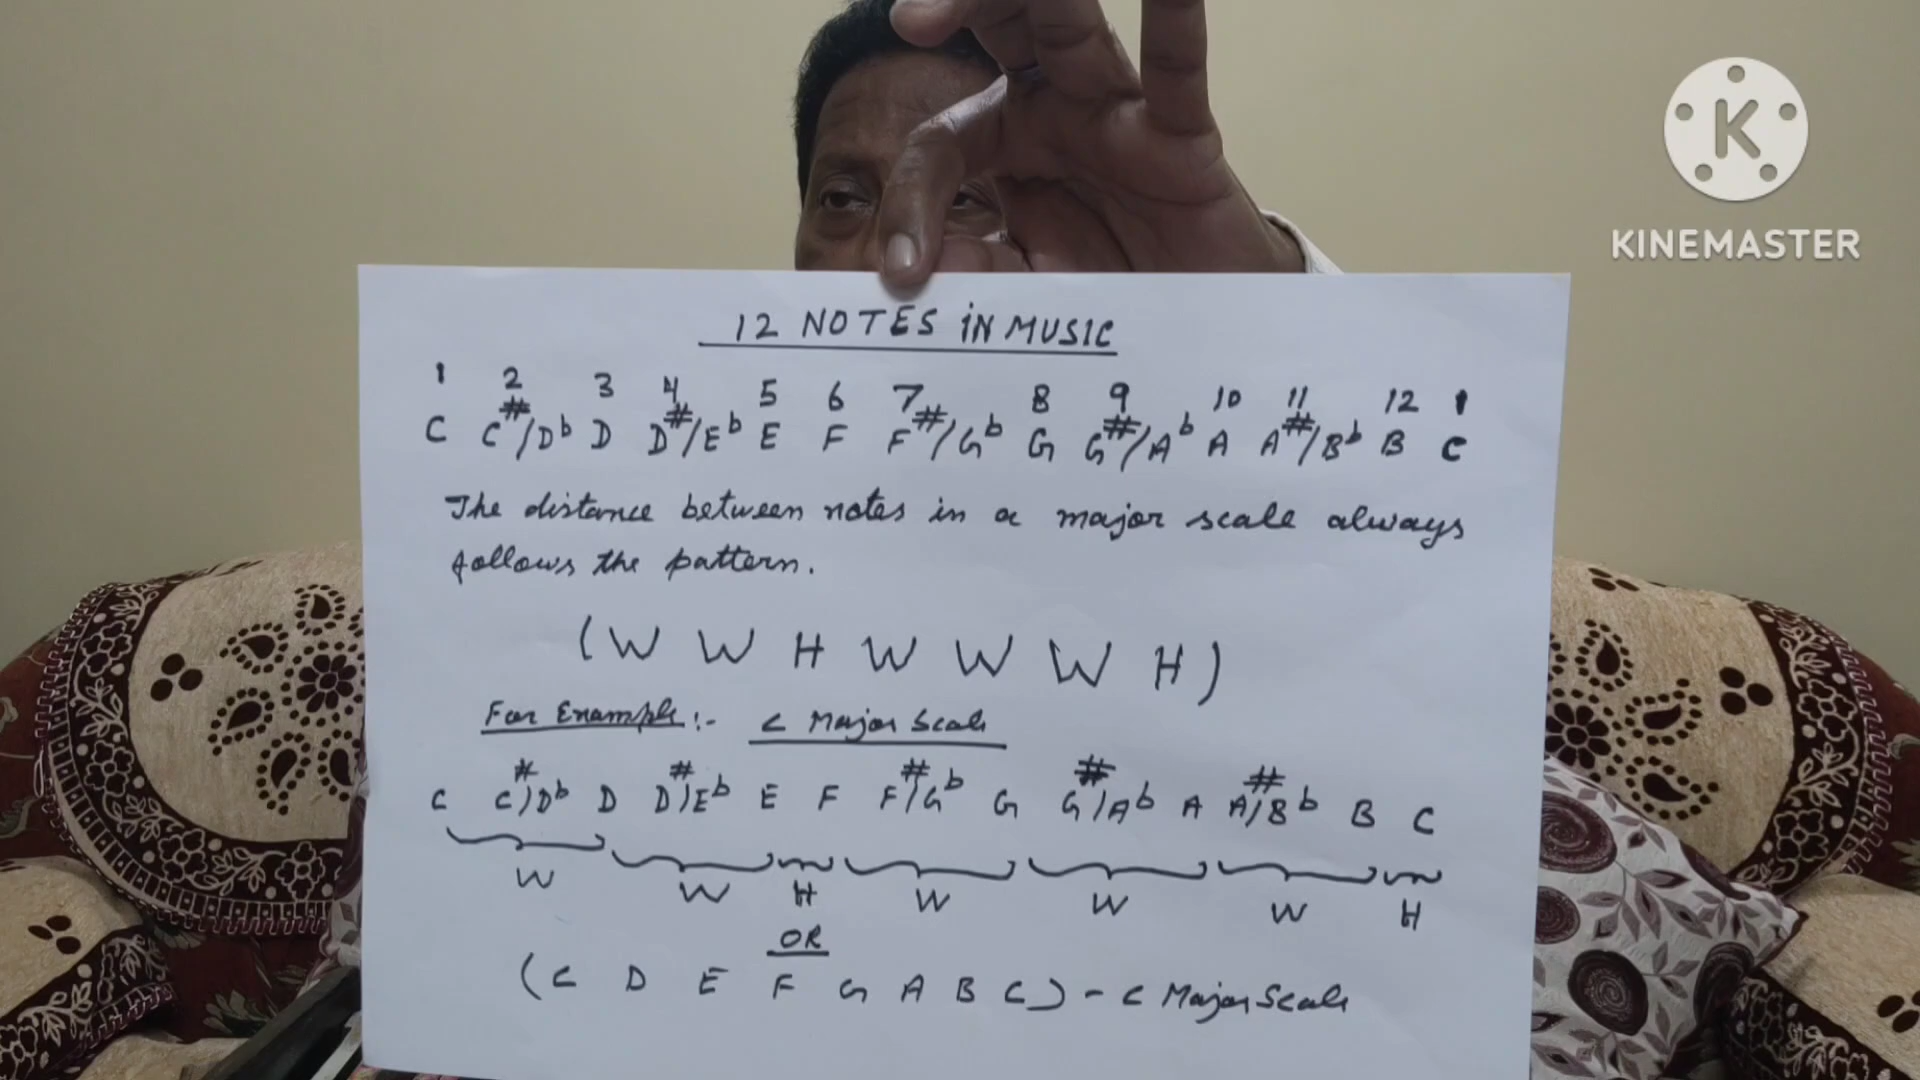 K
KINEMASTER
12 NOTES iN MUSIC
1 2 3 4 5 6 7 8 9 10 11 12 1
C C#/Db D D#/Eb E F F#/Gb G G#/Ab A A#/Bb B C
The distance between notes in a major scale always
follows the pattern.
(W W H W W W H)
For Example:- C Major Scale
C C#/Db D D#/Eb E F F#/Gb G G#/Ab A A#/Bb B C
W W H W W W H
OR
(C D E F G A B C) - C Major Scale